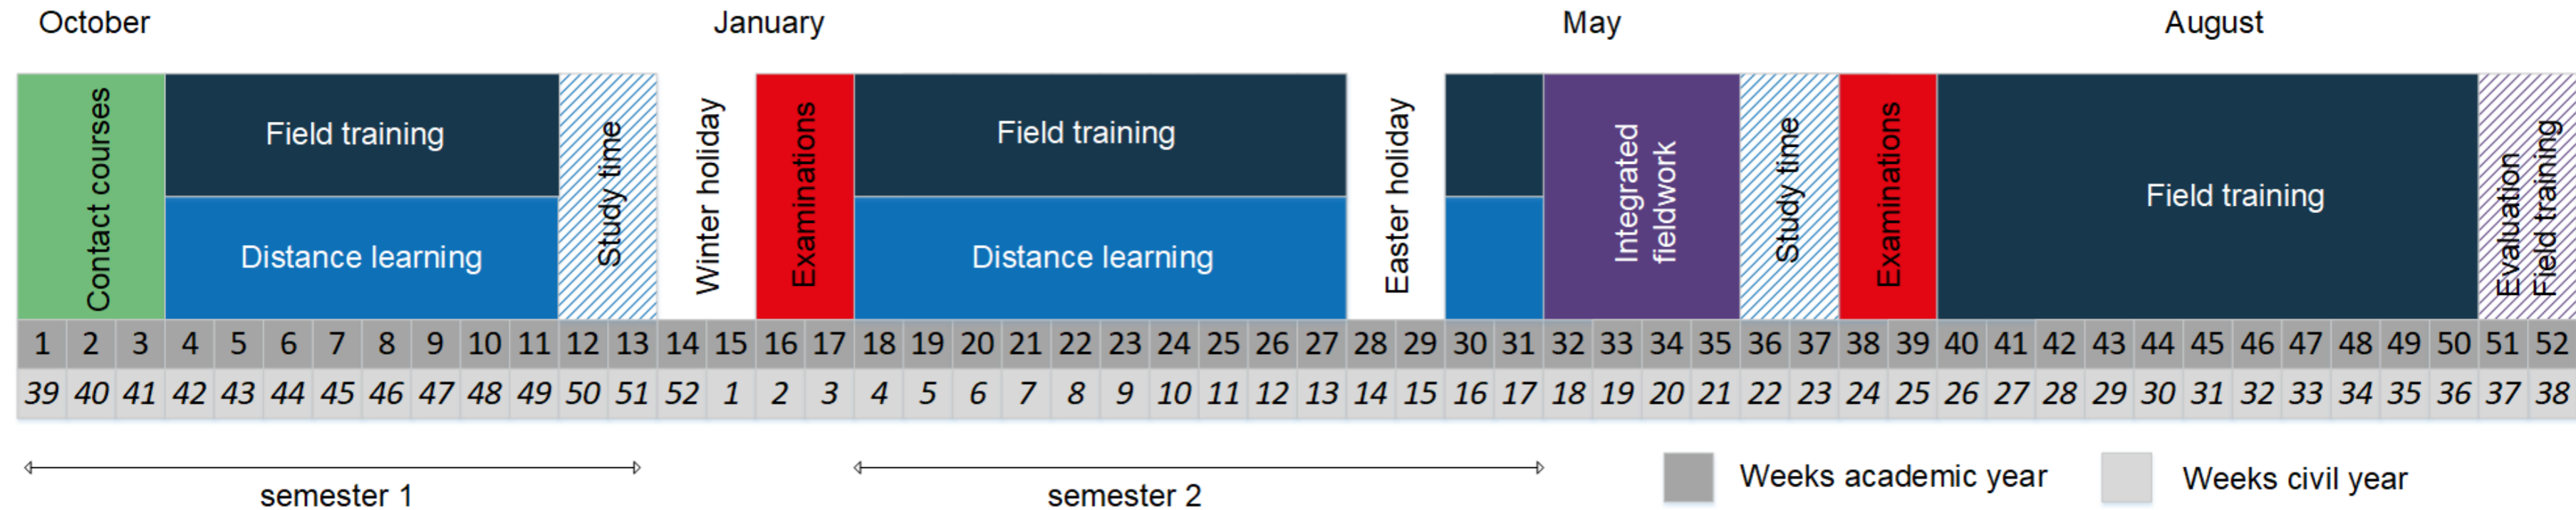 October January May August
Contact courses
Field training
Distance learning
Study time
Winter holiday
Examinations
Field training
Distance learning
Easter holiday
Integrated
fieldwork
Study time
Examinations
Field training
Evaluation
Field training
1 2 3 4 5 6 7 8 9 10 11 12 13 14 15 16 17 18 19 20 21 22 23 24 25 26 27 28 29 30 31 32 33 34 35 36 37 38 39 40 41 42 43 44 45 46 47 48 49 50 51 52
39 40 41 42 43 44 45 46 47 48 49 50 51 52 1 2 3 4 5 6 7 8 9 10 11 12 13 14 15 16 17 18 19 20 21 22 23 24 25 26 27 28 29 30 31 32 33 34 35 36 37 38
semester 1
semester 2
Weeks academic year
Weeks civil year